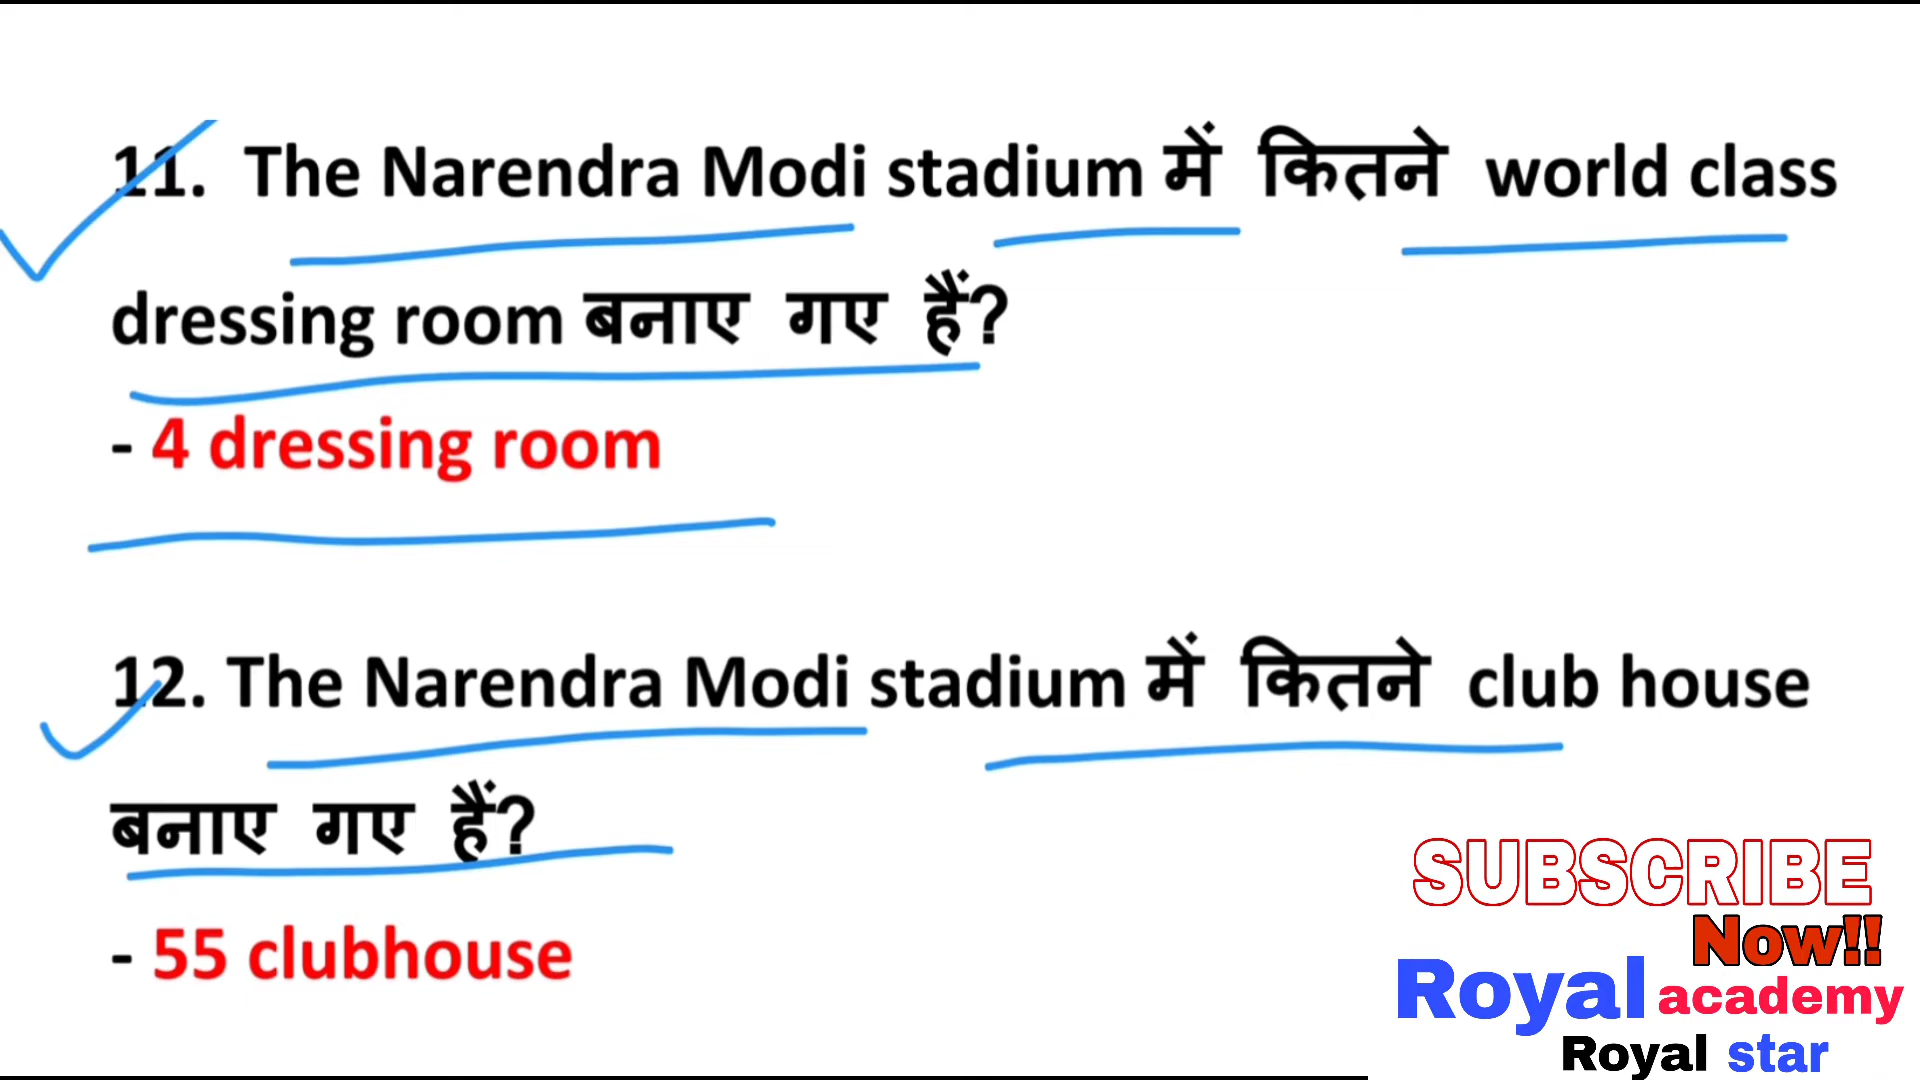 11. The Narendra Modi stadium में कितने world class
dressing room बनाए गए हैं?
- 4 dressing room
12. The Narendra Modi stadium में कितने club house
बनाए गए हैं?
- 55 clubhouse
SUBSCRIBE
Now!!
Royal academy
Royal star